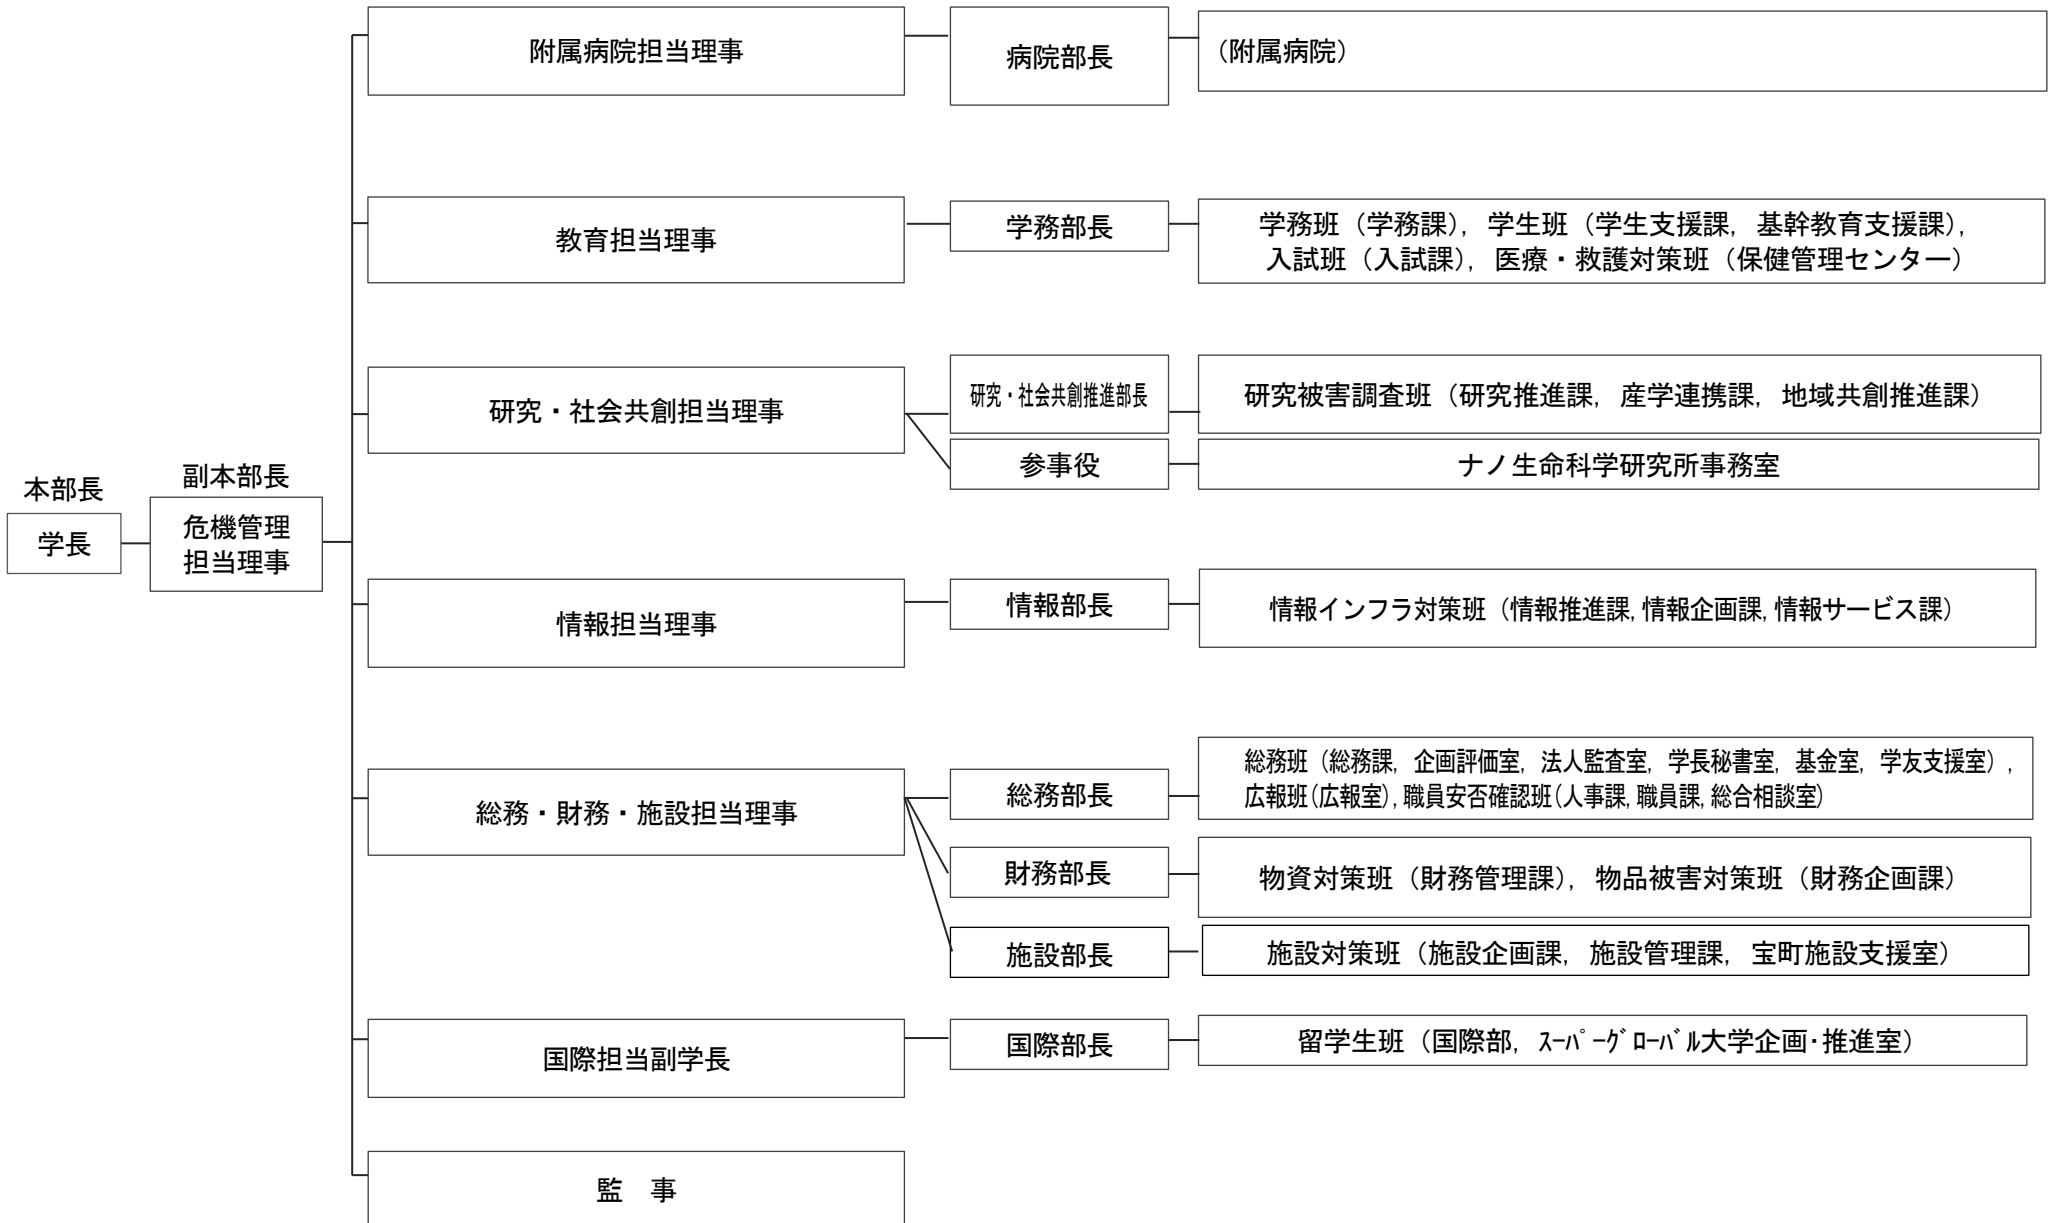 附属病院担当理事
病院部長
（附属病院）
教育担当理事
学務部長
学務班（学務課），学生班（学生支援課，基幹教育支援課），
入試班（入試課），医療・救護対策班（保健管理センター）
研究・社会共創担当理事
研究・社会共創推進部長
研究被害調査班（研究推進課，産学連携課，地域共創推進課）
参事役
ナノ生命科学研究所事務室
本部長
学長
副本部長
危機管理
担当理事
情報担当理事
情報部長
情報インフラ対策班（情報推進課,情報企画課,情報サービス課）
総務・財務・施設担当理事
総務部長
総務班（総務課，企画評価室，法人監査室，学長秘書室，基金室，学友支援室），
広報班(広報室),職員安否確認班(人事課,職員課,総合相談室)
財務部長
物資対策班（財務管理課），物品被害対策班（財務企画課）
施設部長
施設対策班（施設企画課，施設管理課，宝町施設支援室）
国際担当副学長
国際部長
留学生班（国際部，ｽｰﾊﾟｰｸﾞﾛｰﾊﾞﾙ大学企画･推進室）
監　事